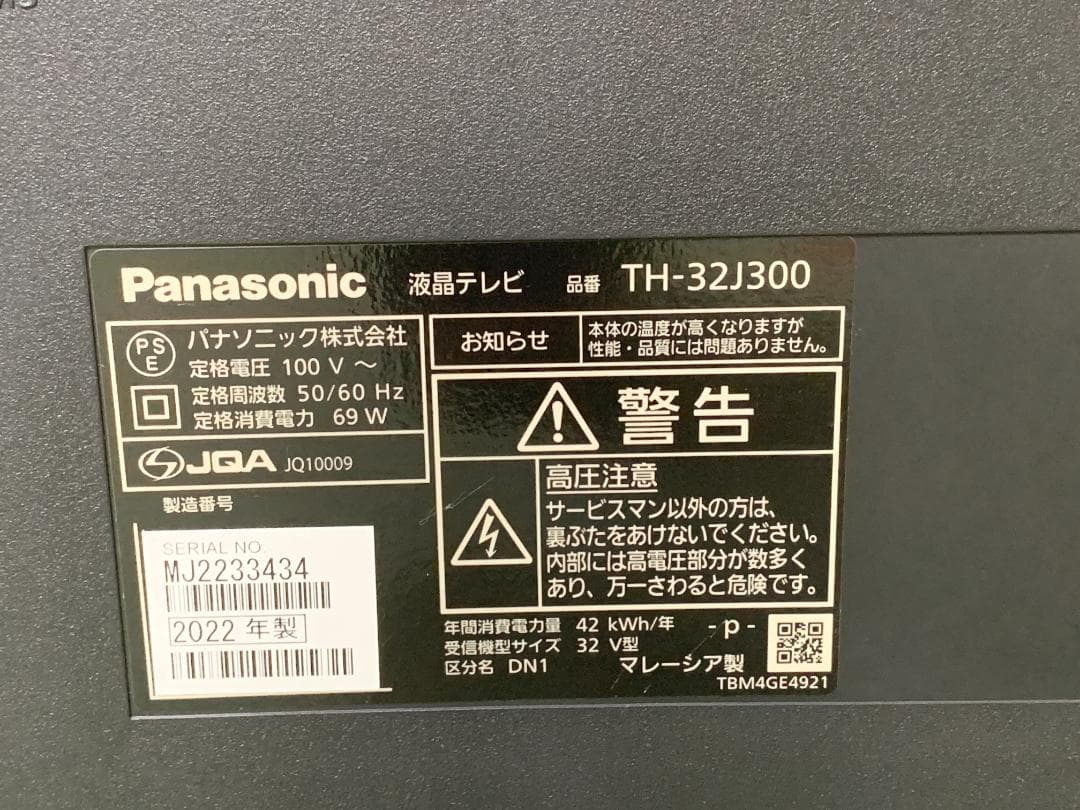 Panasonic 液晶テレビ 品番 TH-32J300
PS
E
パナソニック株式会社
定格電圧 100 V ～
定格周波数 50/60 Hz
定格消費電力 69 W
JQA JQ10009
製造番号
SERIAL NO.
MJ2233434
2022 年製
お知らせ
本体の温度が高くなりますが
性能・品質には問題ありません。
警告
高圧注意
サービスマン以外の方は、
裏ぶたをあけないでください。
内部には高電圧部分が数多く
あり、万一さわると危険です。
年間消費電力量 42 kWh/年 - p -
受信機型サイズ 32 V型
区分名 DN1 マレーシア製
TBM4GE4921